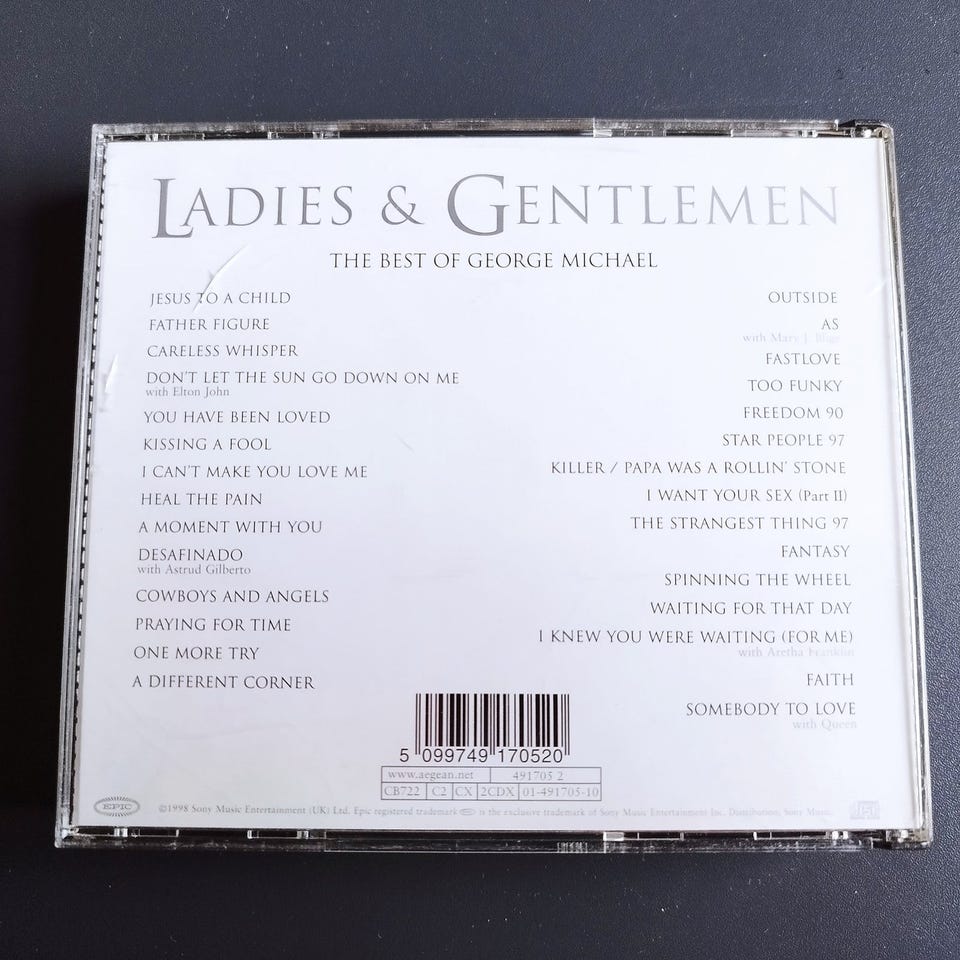 LADIES & GENTLEMEN
THE BEST OF GEORGE MICHAEL
JESUS TO A CHILD
FATHER FIGURE
CARELESS WHISPER
DON'T LET THE SUN GO DOWN ON ME
with Elton John
YOU HAVE BEEN LOVED
KISSING A FOOL
I CAN'T MAKE YOU LOVE ME
HEAL THE PAIN
A MOMENT WITH YOU
DESAFINADO
with Astrud Gilberto
COWBOYS AND ANGELS
PRAYING FOR TIME
ONE MORE TRY
A DIFFERENT CORNER
OUTSIDE
AS
with Mary J. Blige
FASTLOVE
TOO FUNKY
FREEDOM 90
STAR PEOPLE 97
KILLER / PAPA WAS A ROLLIN' STONE
I WANT YOUR SEX (Part II)
THE STRANGEST THING 97
FANTASY
SPINNING THE WHEEL
WAITING FOR THAT DAY
I KNEW YOU WERE WAITING (FOR ME)
with Aretha Franklin
FAITH
SOMEBODY TO LOVE
with Queen
5 099749 170520
www.aegean.net 491705 2
CB722 C2 CX 2CDX 01-491705-10
EPIC
©1998 Sony Music Entertainment (UK) Ltd. Epic registered trademark is the exclusive trademark of Sony Music Entertainment Inc. Distribution: Sony Music.